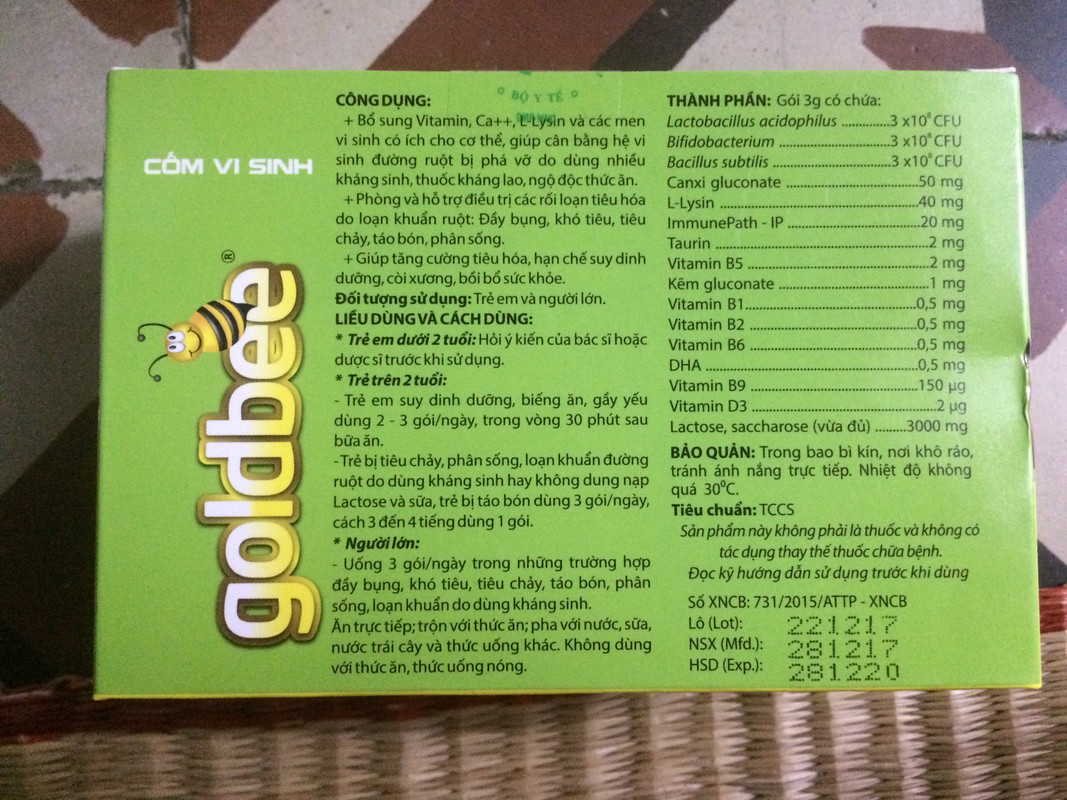 CỐM VI SINH
goldbee®
BỘ Y TẾ
CÔNG DỤNG:
+ Bổ sung Vitamin, Ca++, L-Lysin và các men
vi sinh có ích cho cơ thể, giúp cân bằng hệ vi
sinh đường ruột bị phá vỡ do dùng nhiều
kháng sinh, thuốc kháng lao, ngộ độc thức ăn.
+ Phòng và hỗ trợ điều trị các rối loạn tiêu hóa
do loạn khuẩn ruột: Đầy bụng, khó tiêu, tiêu
chảy, táo bón, phân sống.
+ Giúp tăng cường tiêu hóa, hạn chế suy dinh
dưỡng, còi xương, bồi bổ sức khỏe.
Đối tượng sử dụng: Trẻ em và người lớn.
LIỀU DÙNG VÀ CÁCH DÙNG:
* Trẻ em dưới 2 tuổi: Hỏi ý kiến của bác sĩ hoặc
dược sĩ trước khi sử dụng.
* Trẻ trên 2 tuổi:
- Trẻ em suy dinh dưỡng, biếng ăn, gầy yếu
dùng 2 - 3 gói/ngày, trong vòng 30 phút sau
bữa ăn.
- Trẻ bị tiêu chảy, phân sống, loạn khuẩn đường
ruột do dùng kháng sinh hay không dung nạp
Lactose và sữa, trẻ bị táo bón dùng 3 gói/ngày,
cách 3 đến 4 tiếng dùng 1 gói.
* Người lớn:
- Uống 3 gói/ngày trong những trường hợp
đầy bụng, khó tiêu, tiêu chảy, táo bón, phân
sống, loạn khuẩn do dùng kháng sinh.
Ăn trực tiếp; trộn với thức ăn; pha với nước, sữa,
nước trái cây và thức uống khác. Không dùng
với thức ăn, thức uống nóng.
THÀNH PHẦN: Gói 3g có chứa:
Lactobacillus acidophilus ..............3 x10⁸ CFU
Bifidobacterium ..............3 x10⁸ CFU
Bacillus subtilis ..............3 x10⁸ CFU
Canxi gluconate ..............50 mg
L-Lysin ..............40 mg
ImmunePath - IP ..............20 mg
Taurin ..............2 mg
Vitamin B5 ..............2 mg
Kẽm gluconate ..............1 mg
Vitamin B1 ..............0,5 mg
Vitamin B2 ..............0,5 mg
Vitamin B6 ..............0,5 mg
DHA ..............0,5 mg
Vitamin B9 ..............150 µg
Vitamin D3 ..............2 µg
Lactose, saccharose (vừa đủ) .........3000 mg
BẢO QUẢN: Trong bao bì kín, nơi khô ráo,
tránh ánh nắng trực tiếp. Nhiệt độ không
quá 30⁰C.
Tiêu chuẩn: TCCS
Sản phẩm này không phải là thuốc và không có
tác dụng thay thế thuốc chữa bệnh.
Đọc kỹ hướng dẫn sử dụng trước khi dùng
Số XNCB: 731/2015/ATTP - XNCB
Lô (Lot): 221217
NSX (Mfd.): 281217
HSD (Exp.): 281220